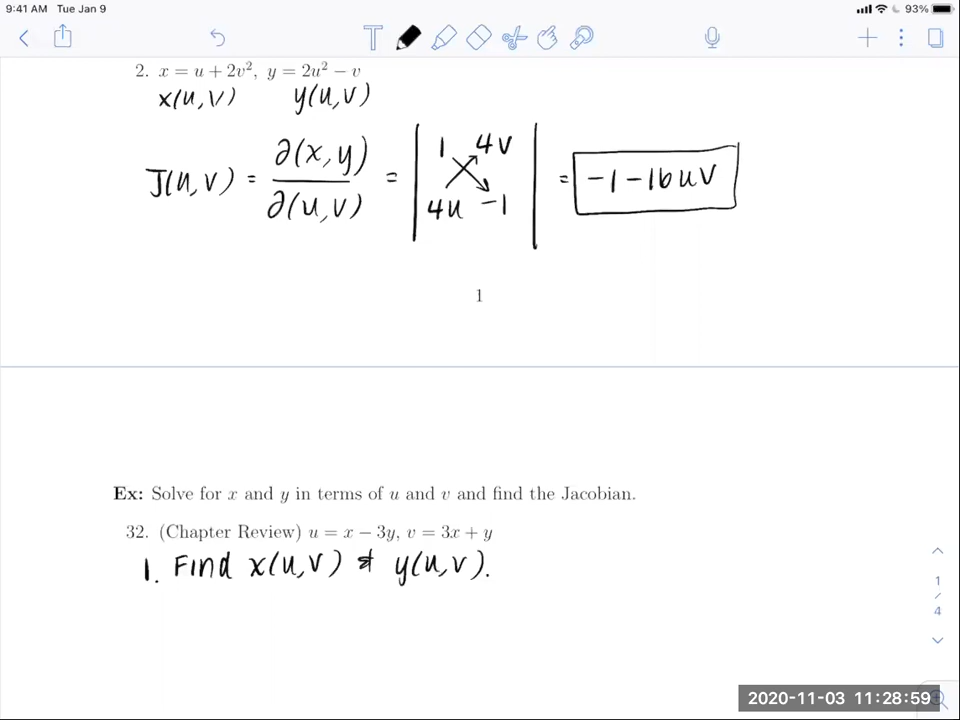 9:41 AM Tue Jan 9 93%
T
2. x = u + 2v², y = 2u² − v
x(u,v) y(u,v)
J(u,v) = ∂(x,y)/∂(u,v) = | 1 4v | = -1-16uv
| 4u -1 |
1
Ex: Solve for x and y in terms of u and v and find the Jacobian.
32. (Chapter Review) u = x − 3y, v = 3x + y
1. Find x(u,v) & y(u,v).
1
/
4
2020-11-03 11:28:59